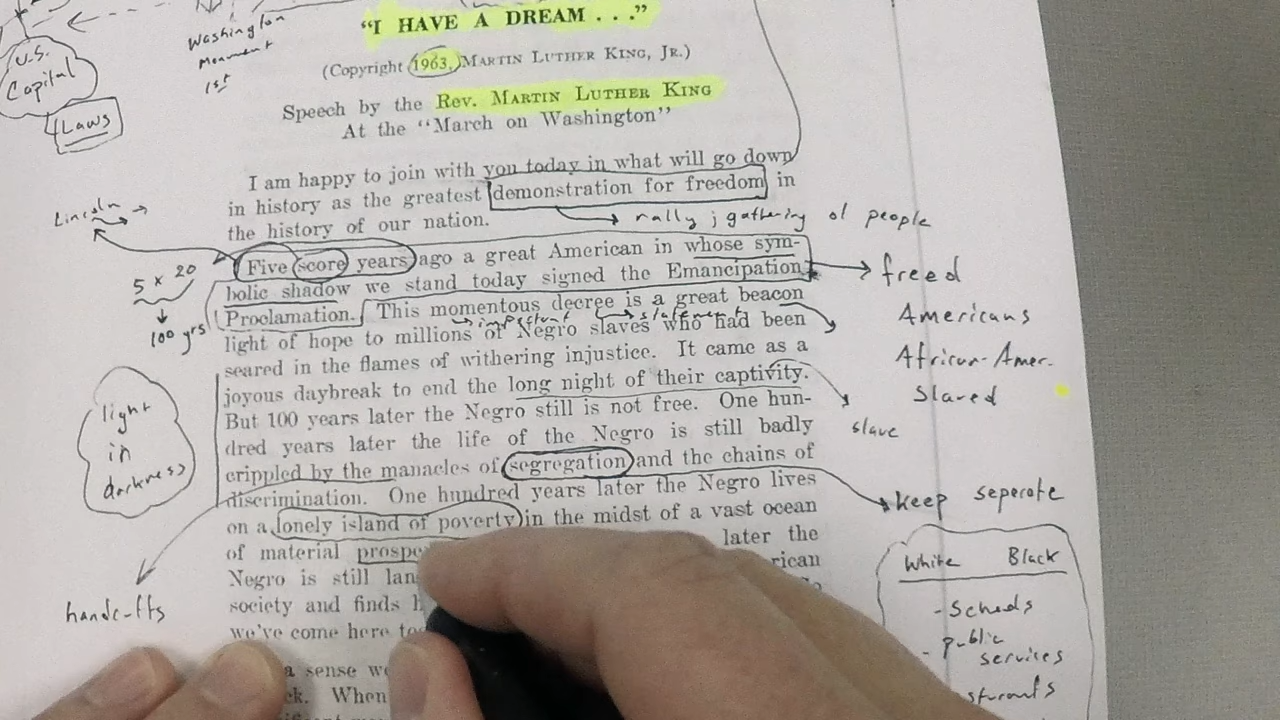 Washington
Monument
1st
U.S.
Capital
Laws
"I HAVE A DREAM . . ."
(Copyright 1963, MARTIN LUTHER KING, JR.)
Speech by the Rev. MARTIN LUTHER KING
At the "March on Washington"
I am happy to join with you today in what will go down
in history as the greatest demonstration for freedom in
the history of our nation.
Lincoln
rally; gathering of people
Five score years ago a great American in whose sym-
bolic shadow we stand today signed the Emancipation
Proclamation. This momentous decree is a great beacon
important
statement
light of hope to millions of Negro slaves who had been
seared in the flames of withering injustice. It came as a
joyous daybreak to end the long night of their captivity.
But 100 years later the Negro still is not free. One hun-
dred years later the life of the Negro is still badly
crippled by the manacles of segregation and the chains of
discrimination. One hundred years later the Negro lives
on a lonely island of poverty in the midst of a vast ocean
of material later the
Negro is still
society and finds
we've come here
a sense
When
5 x 20
100 yrs
light
in
darkness
freed
Americans
African-Amer.
Slaved
slave
keep seperate
White Black
- Schools
- public
services